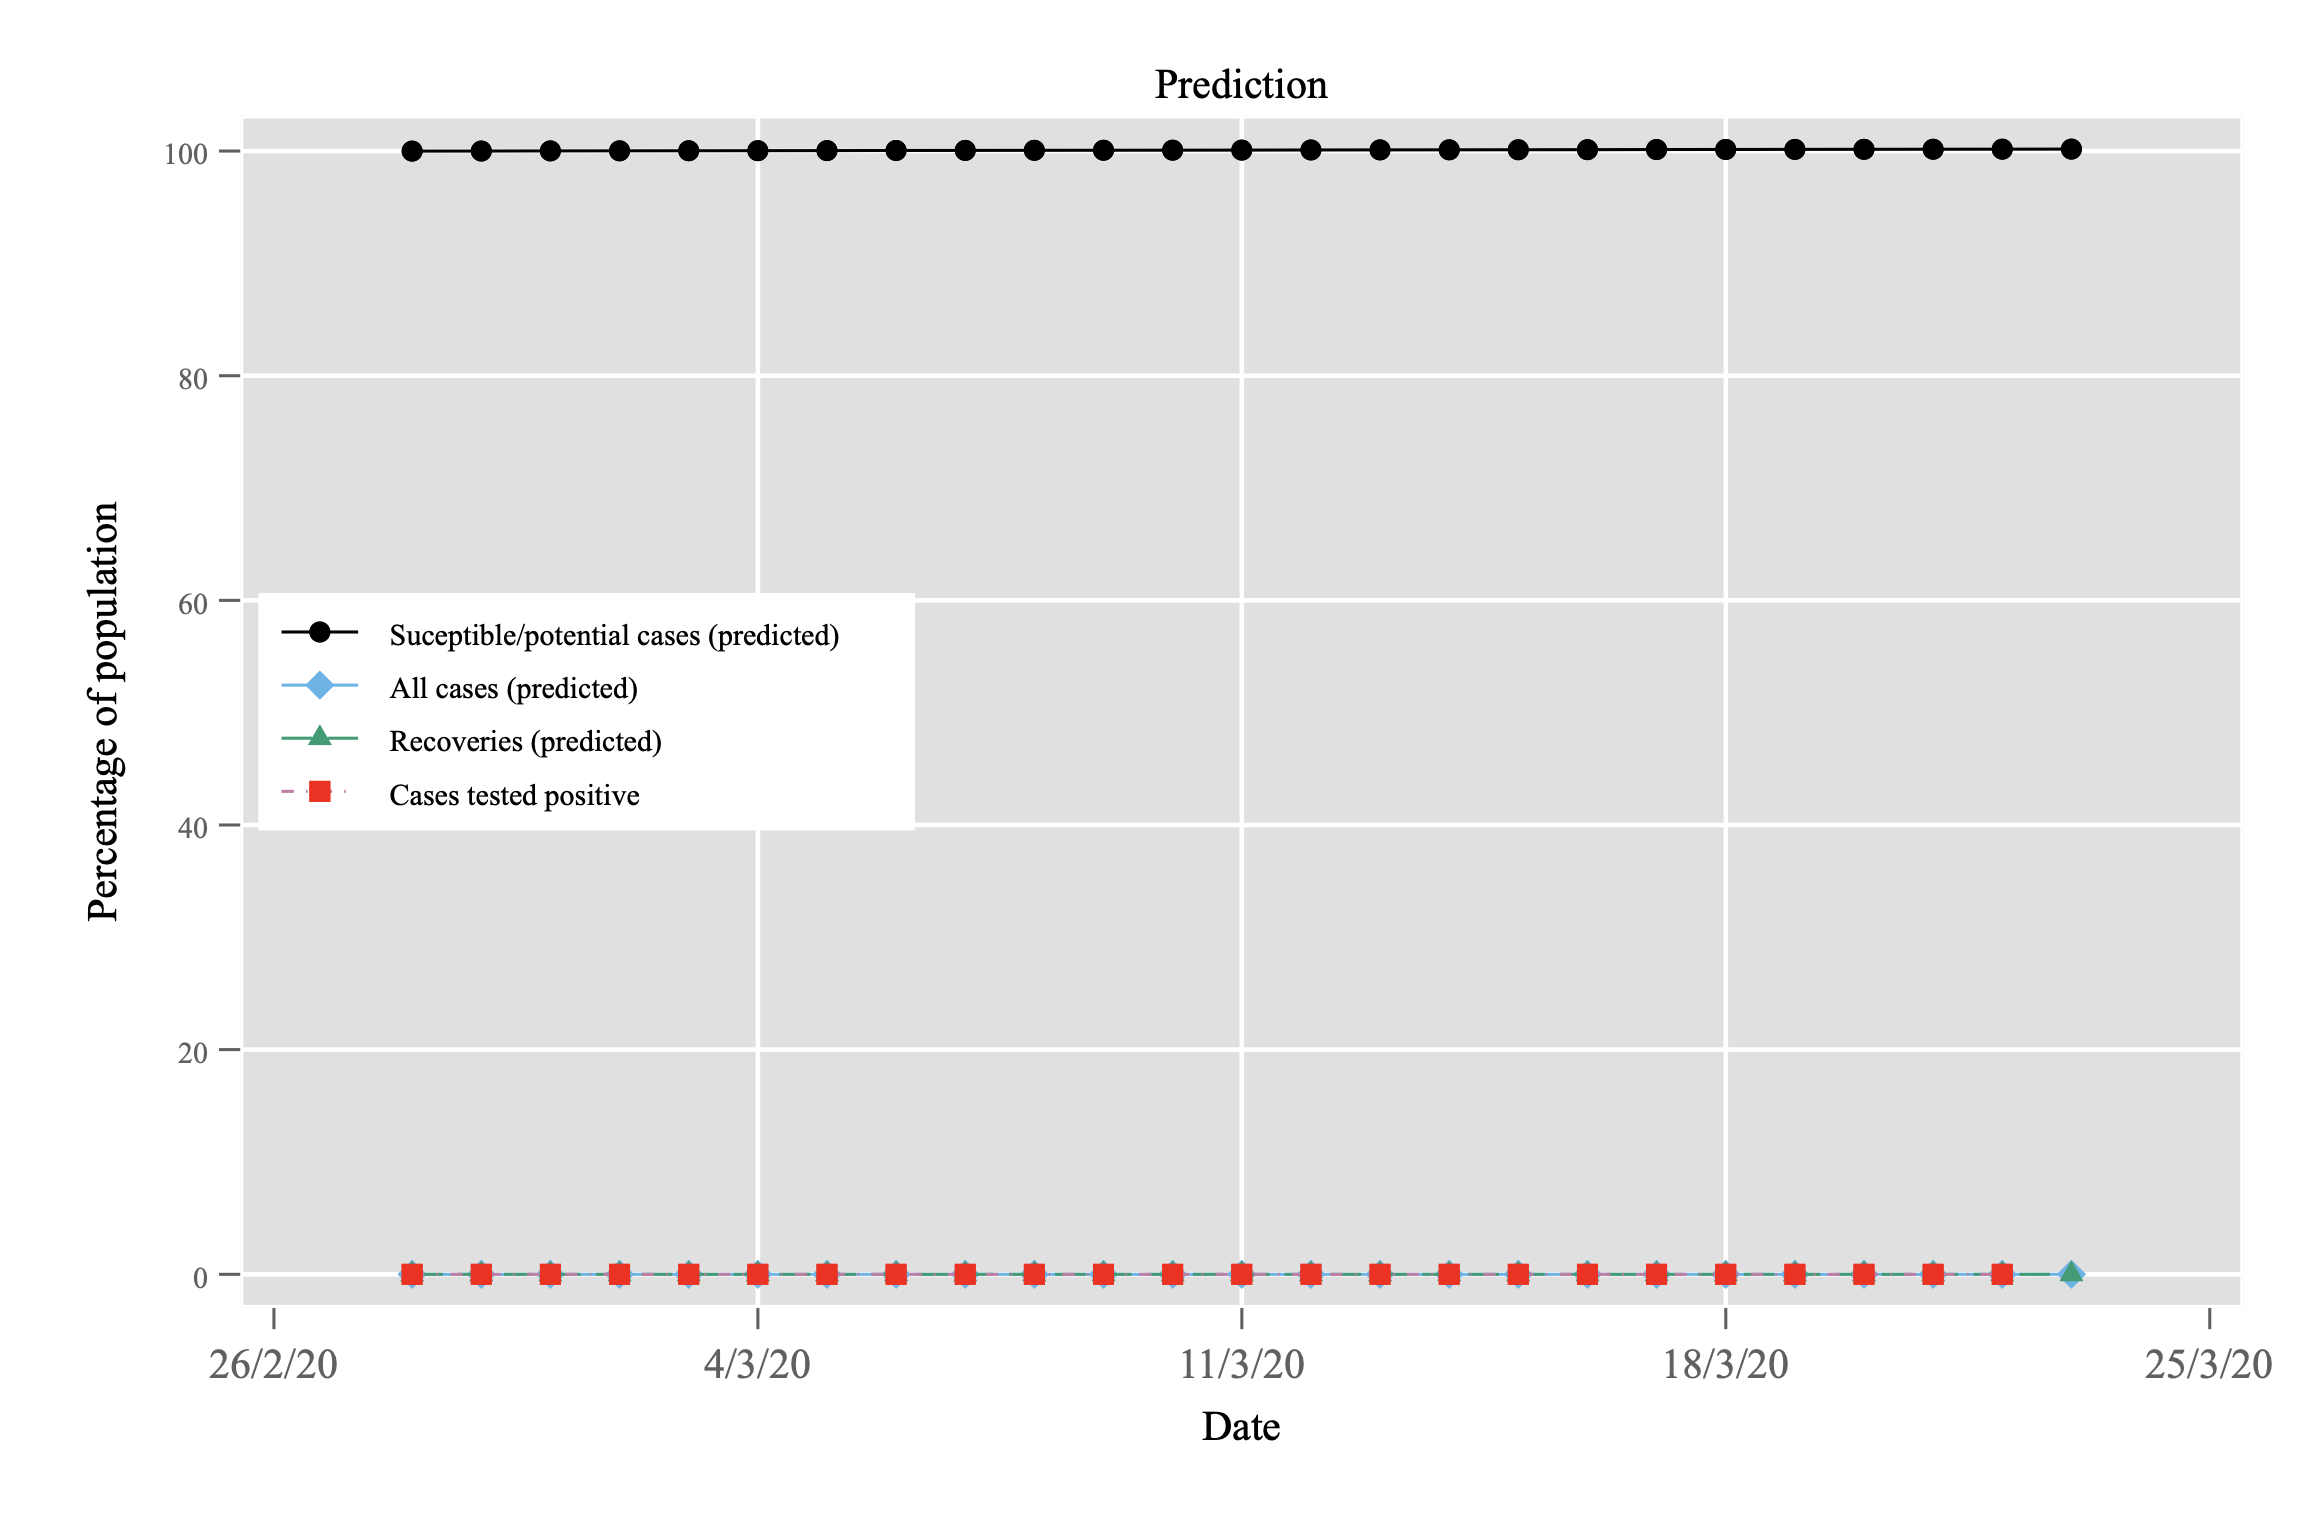 Prediction
100
80
60
40
20
0
Percentage of population
Suceptible/potential cases (predicted)
All cases (predicted)
Recoveries (predicted)
Cases tested positive
26/2/20
4/3/20
11/3/20
18/3/20
25/3/20
Date